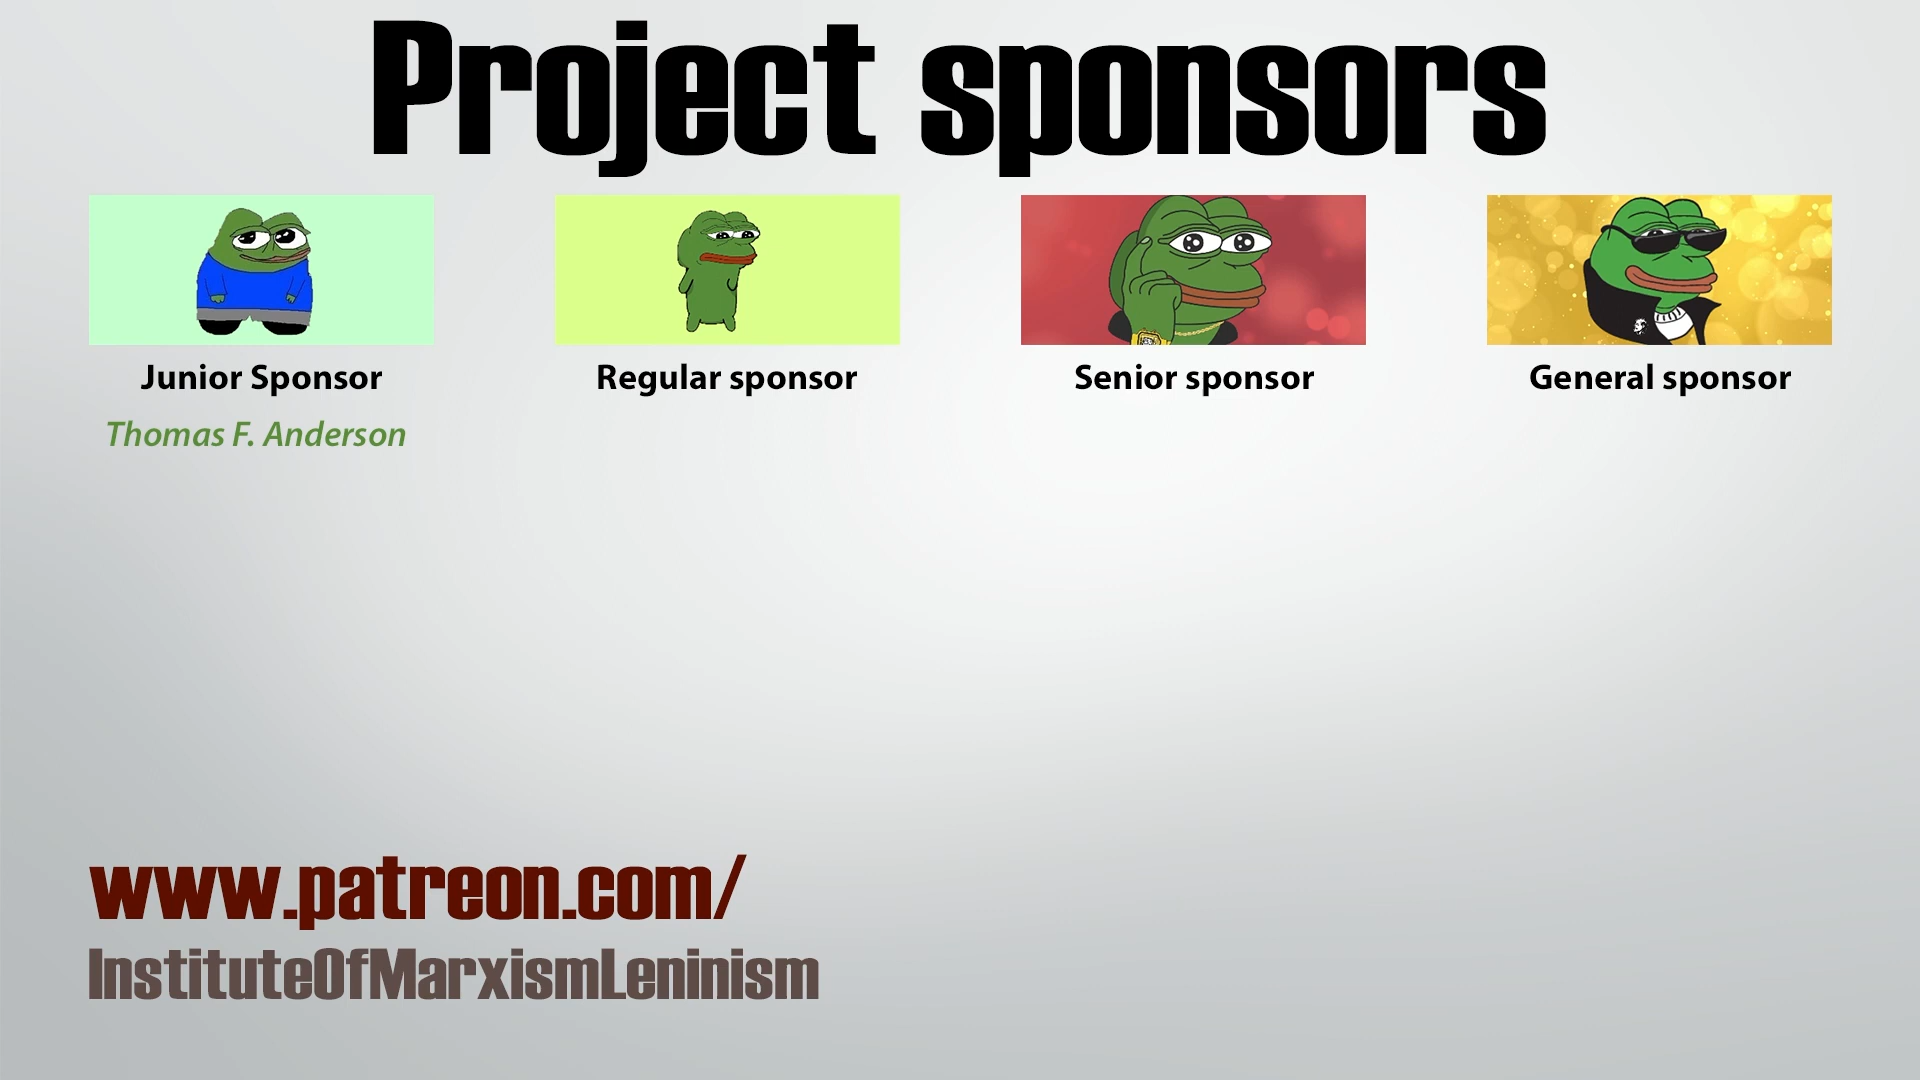 Project sponsors
Junior Sponsor
Regular sponsor
Senior sponsor
General sponsor
Thomas F. Anderson
www.patreon.com/
InstituteOfMarxismLeninism